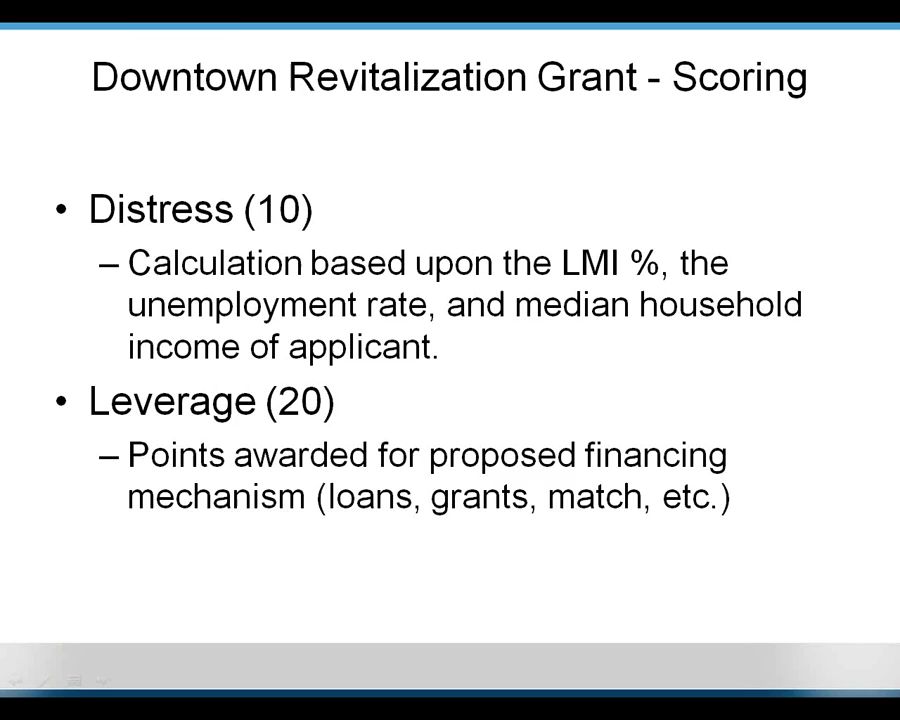 Downtown Revitalization Grant - Scoring
• Distress (10)
– Calculation based upon the LMI %, the
unemployment rate, and median household
income of applicant.
• Leverage (20)
– Points awarded for proposed financing
mechanism (loans, grants, match, etc.)